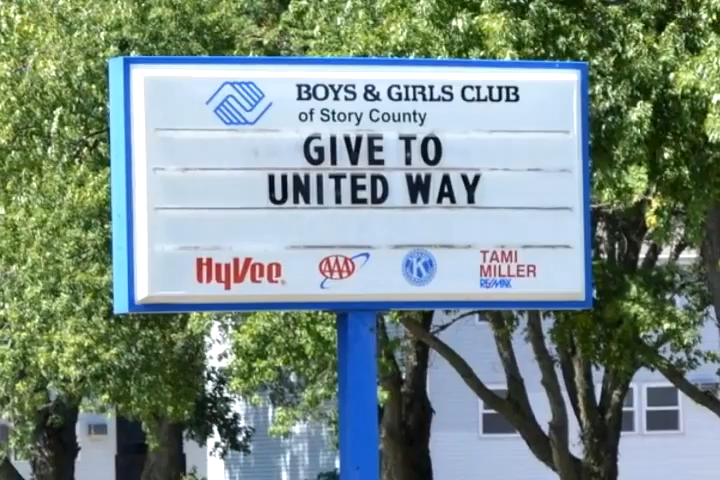 BOYS & GIRLS CLUB
of Story County
GIVE TO
UNITED WAY
HyVee AAA K TAMI
MILLER
RE/MAX